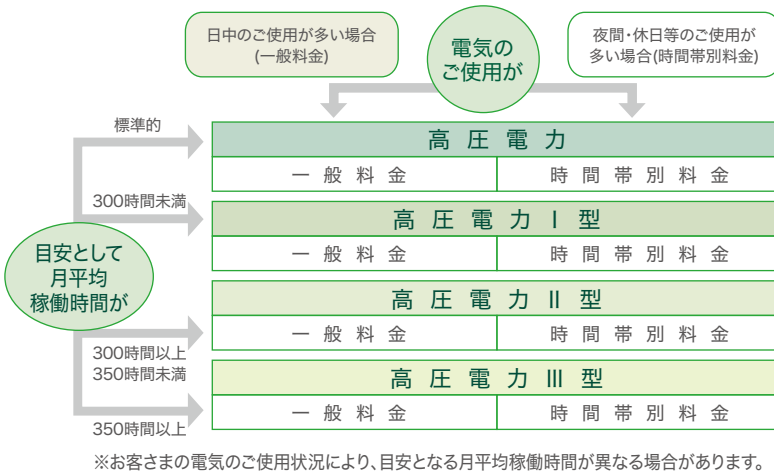 日中のご使用が多い場合
(一般料金)
電気の
ご使用が
夜間・休日等のご使用が
多い場合(時間帯別料金)
標準的
高圧電力
一般料金 時間帯別料金
300時間未満
高圧電力Ⅰ型
一般料金 時間帯別料金
目安として
月平均
稼働時間が
高圧電力Ⅱ型
一般料金 時間帯別料金
300時間以上
350時間未満
高圧電力Ⅲ型
一般料金 時間帯別料金
350時間以上
※お客さまの電気のご使用状況により、目安となる月平均稼働時間が異なる場合があります。